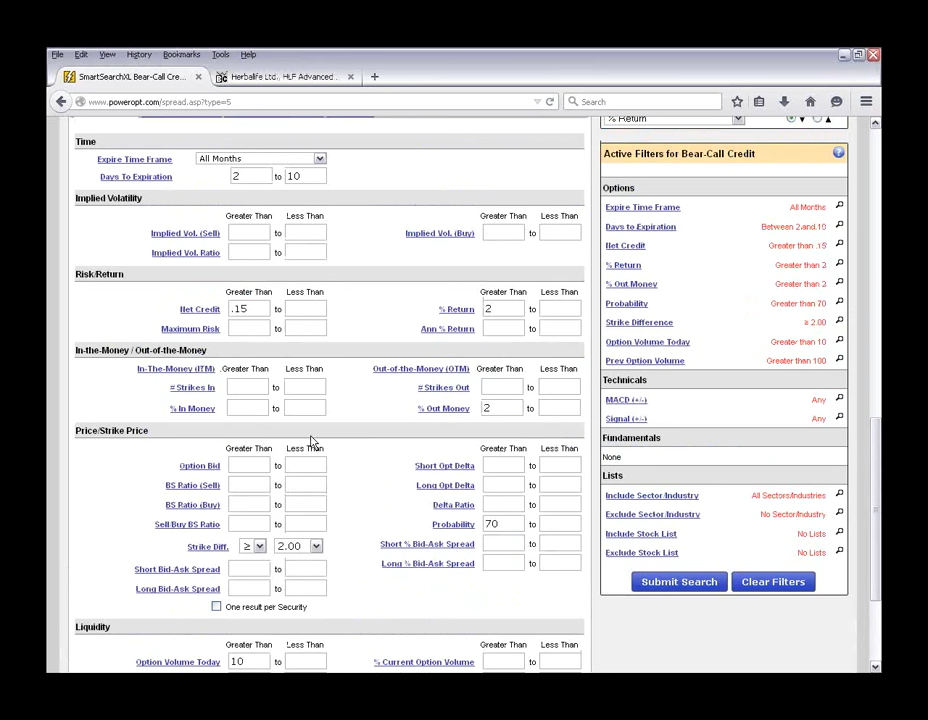 File Edit View History Bookmarks Tools Help
SmartSearchXL Bear-Call Cre... × Herbalife Ltd., HLF Advanced... × +
www.poweropt.com/spread.asp?type=5 Search
% Return
Time
Expire Time Frame All Months
Days To Expiration 2 to 10
Implied Volatility
Greater Than Less Than Greater Than Less Than
Implied Vol. (Sell) to Implied Vol. (Buy) to
Implied Vol. Ratio to
Risk/Return
Greater Than Less Than Greater Than Less Than
Net Credit .15 to % Return 2 to
Maximum Risk to Ann % Return to
In-the-Money / Out-of-the-Money
In-The-Money (ITM) .Greater Than Less Than Out-of-the-Money (OTM) Greater Than Less Than
# Strikes In to # Strikes Out to
% In Money to % Out Money 2 to
Price/Strike Price
Greater Than Less Than Greater Than Less Than
Option Bid to Short Opt Delta to
BS Ratio (Sell) to Long Opt Delta to
BS Ratio (Buy) to Delta Ratio to
Sell:Buy BS Ratio to Probability 70 to
Strike Diff. ≥ 2.00 Short % Bid-Ask Spread to
Short Bid-Ask Spread to Long % Bid-Ask Spread to
Long Bid-Ask Spread to
One result per Security
Liquidity
Greater Than Less Than Greater Than Less Than
Option Volume Today 10 to % Current Option Volume to
Active Filters for Bear-Call Credit ?
Options
Expire Time Frame All Months
Days to Expiration Between 2 and 10
Net Credit Greater than .15
% Return Greater than 2
% Out Money Greater than 2
Probability Greater than 70
Strike Difference ≥ 2.00
Option Volume Today Greater than 10
Prev Option Volume Greater than 100
Technicals
MACD (+/-) Any
Signal (+/-) Any
Fundamentals
None
Lists
Include Sector/Industry All Sectors/Industries
Exclude Sector/Industry No Sector/Industry
Include Stock List No Lists
Exclude Stock List No Lists
Submit Search Clear Filters